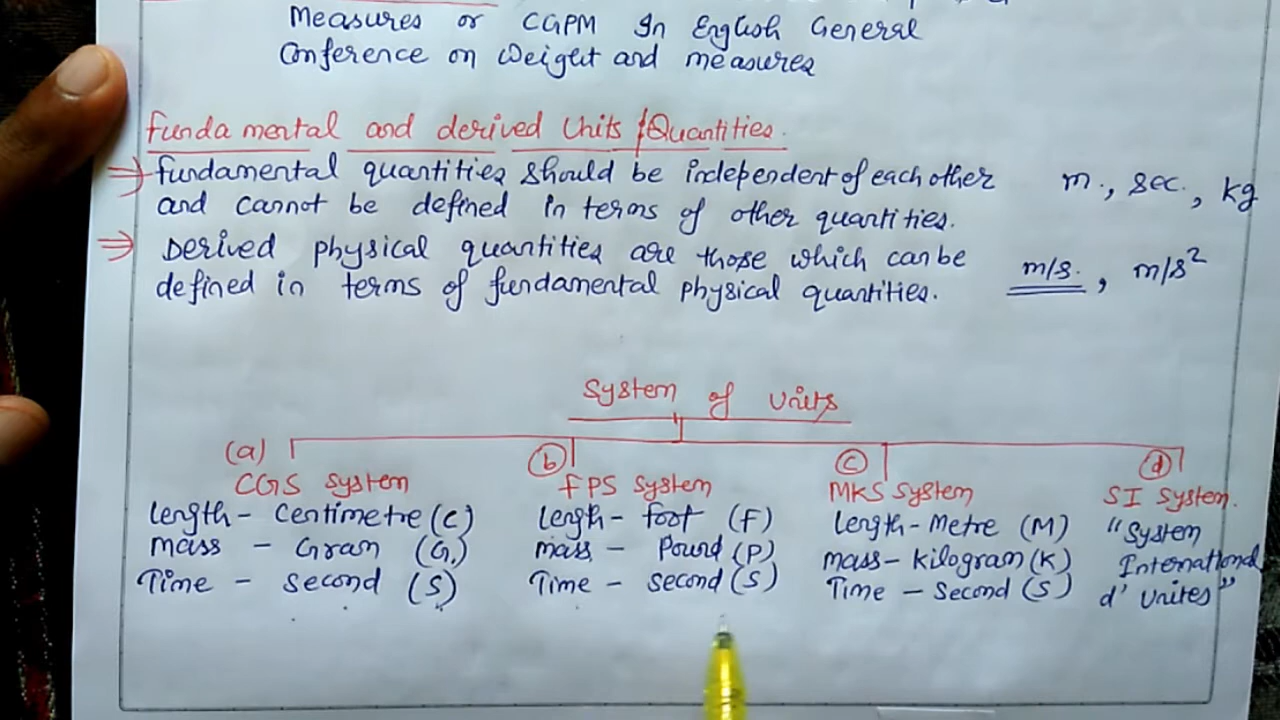 Measures or CGPM In English General
Conference on Weight and measures
Fundamental and derived Units / Quantities.
⇒ fundamental quantities should be independent of each other m., sec., kg
and cannot be defined in terms of other quantities.
⇒ Derived physical quantities are those which can be m/s., m/s²
defined in terms of fundamental physical quantities.
System of Units
(a) CGS System
Length - Centimetre (C)
Mass - Gram (G)
Time - Second (S)
(b) FPS System
Length - foot (F)
Mass - Pound (P)
Time - Second (S)
(c) MKS System
Length - Metre (M)
Mass - Kilogram (K)
Time - Second (S)
(d) SI System.
"System
International
d' Unites"